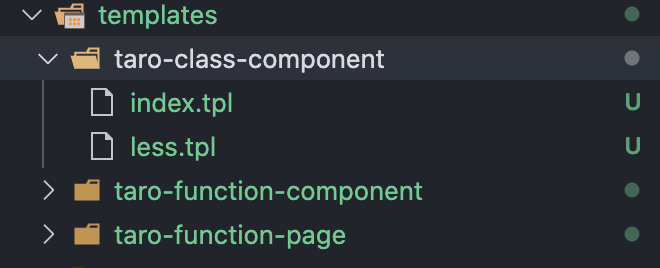 templates
taro-class-component
index.tpl U
less.tpl U
taro-function-component
taro-function-page